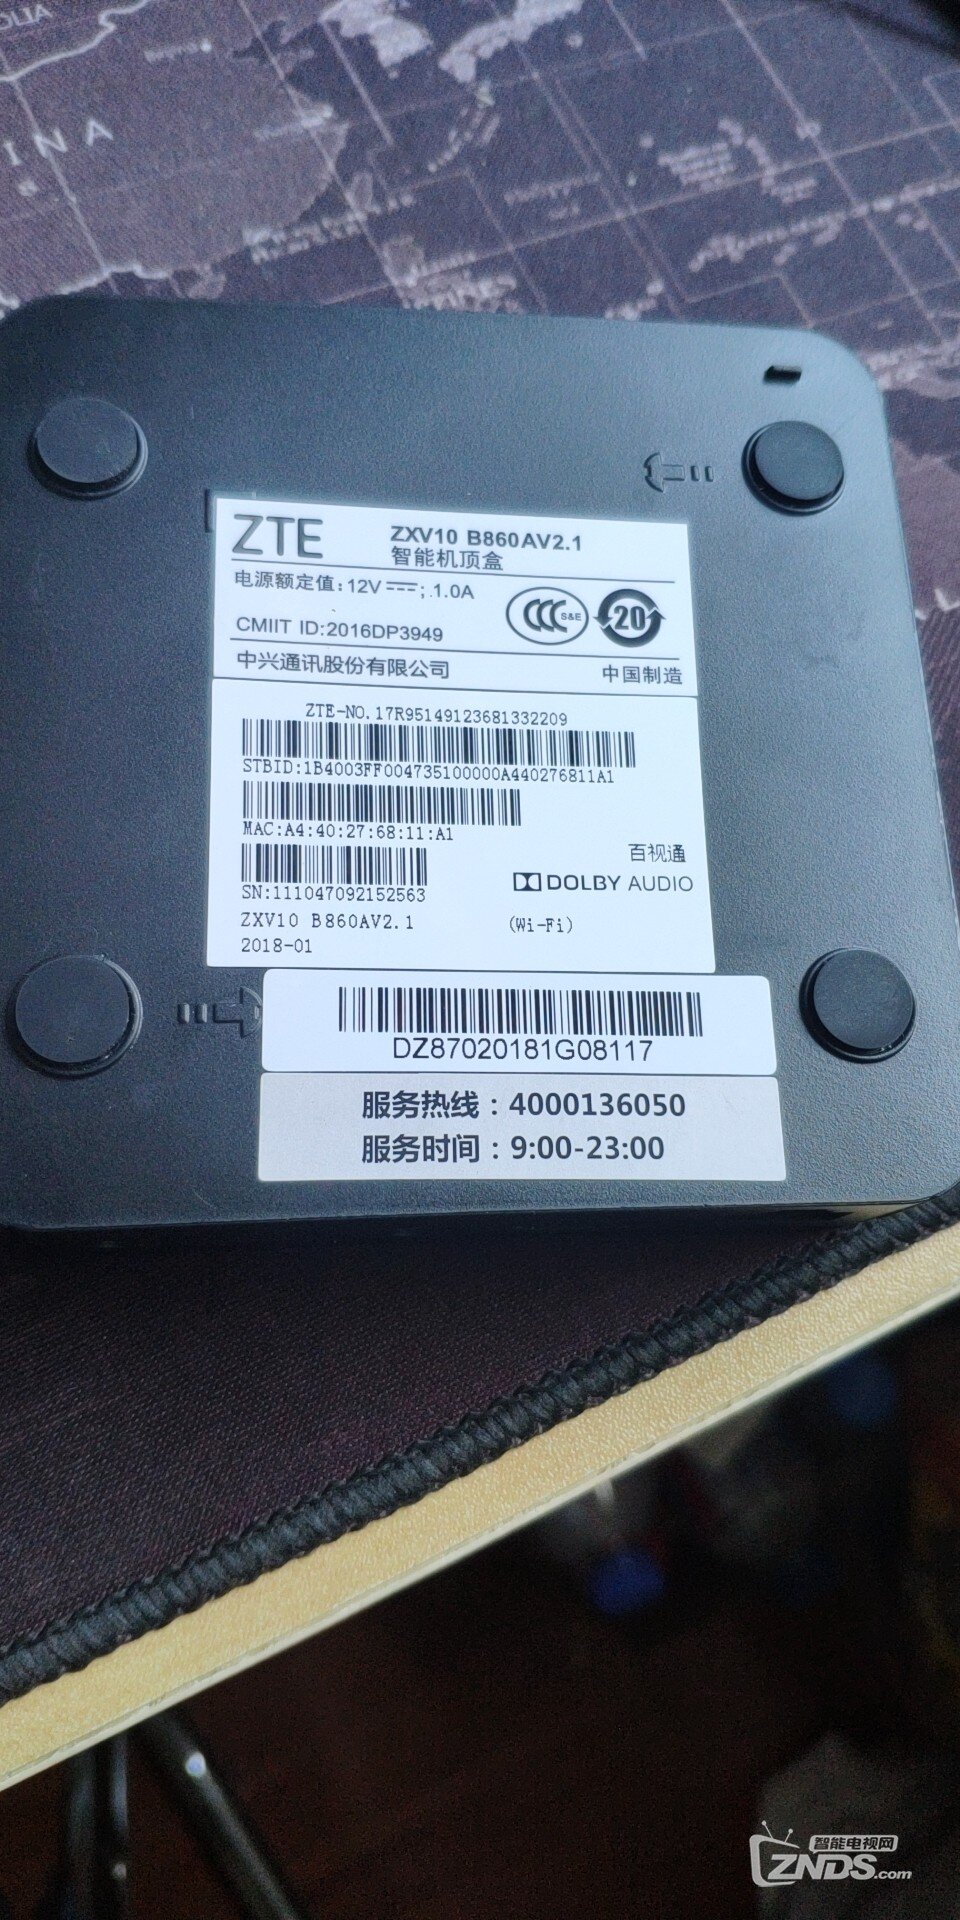 OLIA
INA
ZTE
ZXV10 B860AV2.1
智能机顶盒
电源额定值：12V ⎓; 1.0A
CMIIT ID:2016DP3949
CCC S&E
20
中兴通讯股份有限公司
中国制造
ZTE-NO.17R95149123681332209
STBID:1B4003FF004735100000A440276811A1
MAC:A4:40:27:68:11:A1
百视通
DOLBY AUDIO
SN:111047092152563
ZXV10 B860AV2.1
(Wi-Fi)
2018-01
DZ87020181G08117
服务热线：4000136050
服务时间：9:00-23:00
智能电视网
ZNDS.com